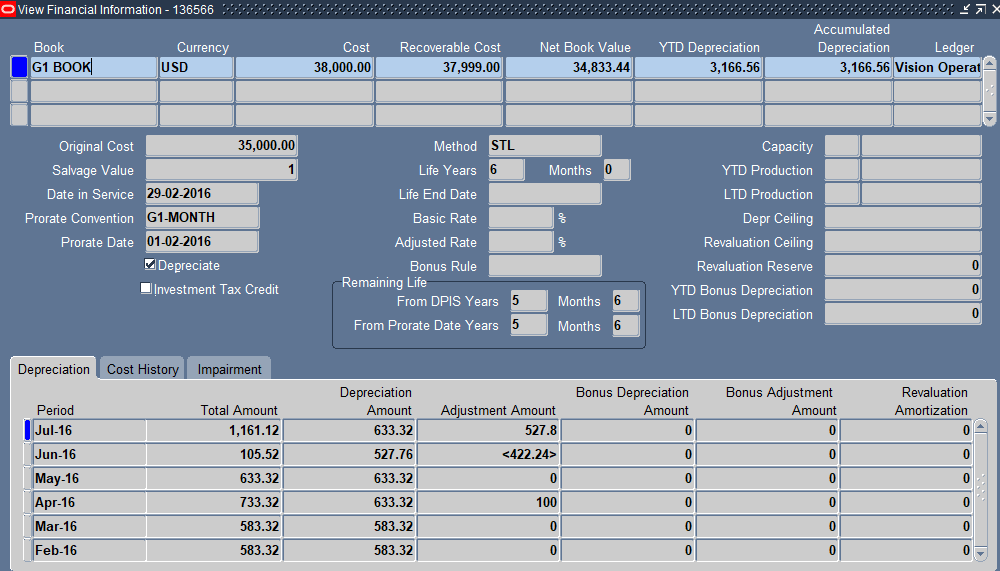 View Financial Information - 136566
Accumulated
Book Currency Cost Recoverable Cost Net Book Value YTD Depreciation Depreciation Ledger
G1 BOOK USD 38,000.00 37,999.00 34,833.44 3,166.56 3,166.56 Vision Operat
Original Cost 35,000.00 Method STL Capacity
Salvage Value 1 Life Years 6 Months 0 YTD Production
Date in Service 29-02-2016 Life End Date LTD Production
Prorate Convention G1-MONTH Basic Rate % Depr Ceiling
Prorate Date 01-02-2016 Adjusted Rate % Revaluation Ceiling
Depreciate Bonus Rule Revaluation Reserve 0
Remaining Life
Investment Tax Credit From DPIS Years 5 Months 6 YTD Bonus Depreciation 0
From Prorate Date Years 5 Months 6 LTD Bonus Depreciation 0
Depreciation Cost History Impairment
Depreciation Bonus Depreciation Bonus Adjustment Revaluation
Period Total Amount Amount Adjustment Amount Amount Amount Amortization
Jul-16 1,161.12 633.32 527.8 0 0 0
Jun-16 105.52 527.76 <422.24> 0 0 0
May-16 633.32 633.32 0 0 0 0
Apr-16 733.32 633.32 100 0 0 0
Mar-16 583.32 583.32 0 0 0 0
Feb-16 583.32 583.32 0 0 0 0